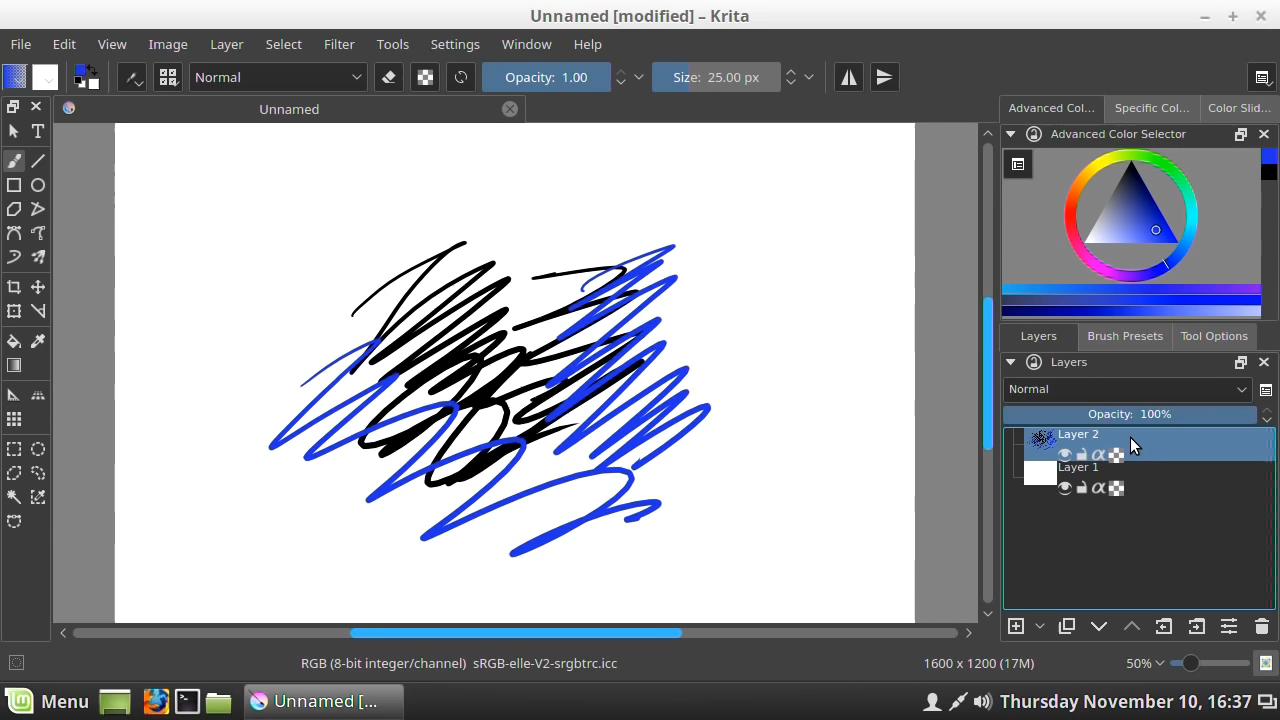 Unnamed [modified] – Krita
File Edit View Image Layer Select Filter Tools Settings Window Help
Normal Opacity: 1.00 Size: 25.00 px
Unnamed
Advanced Col... Specific Col... Color Slid...
Advanced Color Selector
Layers Brush Presets Tool Options
Layers
Normal
Opacity: 100%
Layer 2
Layer 1
RGB (8-bit integer/channel) sRGB-elle-V2-srgbtrc.icc 1600 x 1200 (17M) 50%
Menu Unnamed [... Thursday November 10, 16:37